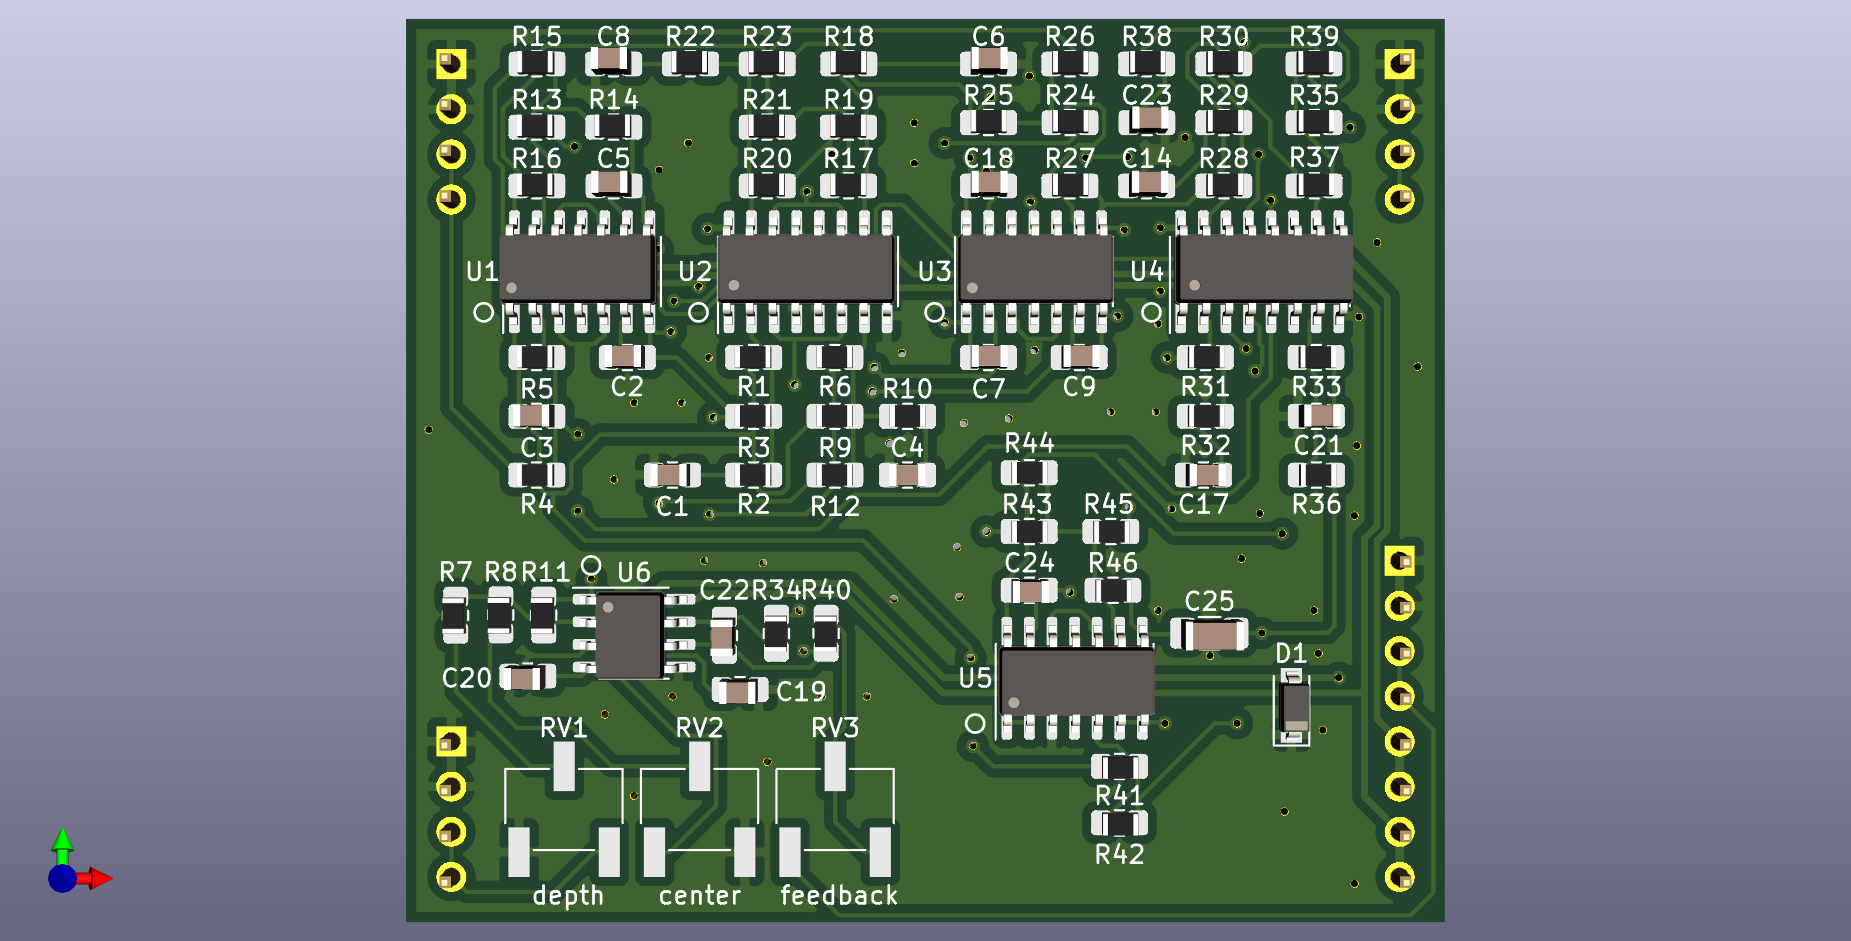 R15 C8 R22 R23 R18 C6 R26 R38 R30 R39
R13 R14 R21 R19 R25 R24 C23 R29 R35
R16 C5 R20 R17 C18 R27 C14 R28 R37
U1 U2 U3 U4
R5 C2 R1 R6 R10 C7 C9 R31 R33
C3 R3 R9 C4 R44 R32 C21
R4 C1 R2 R12 R43 R45 C17 R36
R7 R8 R11 U6 C22 R34 R40 C24 R46 C25
C20 C19 U5 D1
RV1 RV2 RV3
R41
R42
depth center feedback